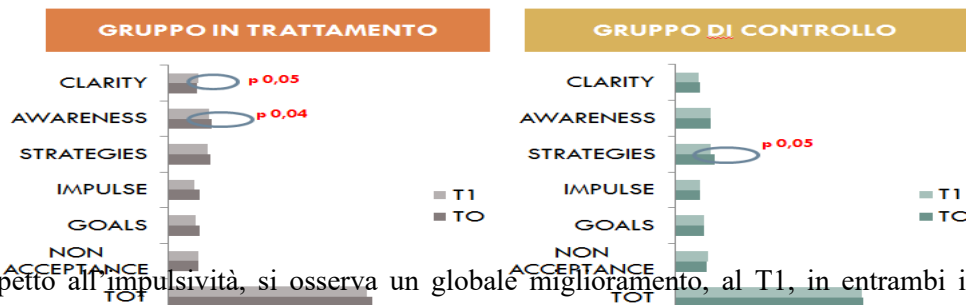 GRUPPO IN TRATTAMENTO
CLARITY
p 0,05
AWARENESS
p 0,04
STRATEGIES
IMPULSE
T1
GOALS
TO
NON
ACCEPTANCE
TOT
GRUPPO DI CONTROLLO
CLARITY
AWARENESS
STRATEGIES
p 0,05
IMPULSE
T1
GOALS
TO
NON
ACCEPTANCE
TOT
petto all'impulsività, si osserva un globale miglioramento, al T1, in entrambi i